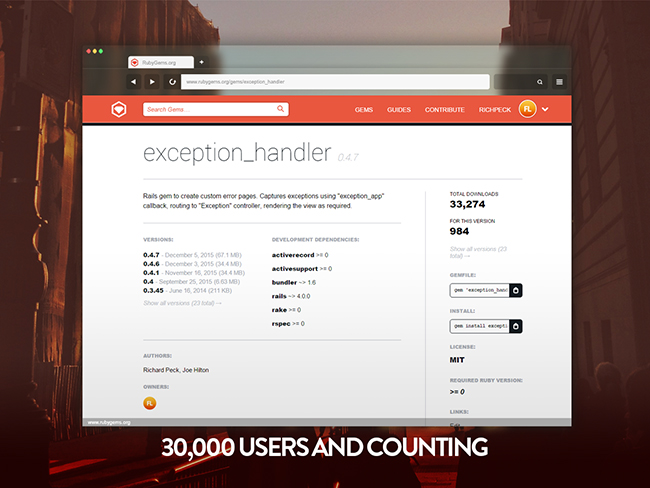 RubyGems.org
www.rubygems.org/gems/exception_handler
Search Gems...
GEMS GUIDES CONTRIBUTE RICHPECK FL
exception_handler 0.4.7
Rails gem to create custom error pages. Captures exceptions using "exception_app"
callback, routing to "Exception" controller, rendering the view as required.
VERSIONS:
0.4.7 - December 5, 2015 (67.1 MB)
0.4.6 - December 3, 2015 (34.4 MB)
0.4.1 - November 16, 2015 (34.4 MB)
0.4 - September 25, 2015 (6.63 MB)
0.3.45 - June 16, 2014 (211 KB)
Show all versions (23 total) →
DEVELOPMENT DEPENDENCIES:
activerecord >= 0
activesupport >= 0
bundler ~> 1.6
rails ~> 4.0.0
rake >= 0
rspec >= 0
AUTHORS:
Richard Peck, Joe Hilton
OWNERS:
FL
TOTAL DOWNLOADS
33,274
FOR THIS VERSION
984
Show all versions (23
total) →
GEMFILE:
gem 'exception_hand
INSTALL:
gem install excepti
LICENSE:
MIT
REQUIRED RUBY VERSION:
>= 0
LINKS:
www.rubygems.org
30,000 USERS AND COUNTING